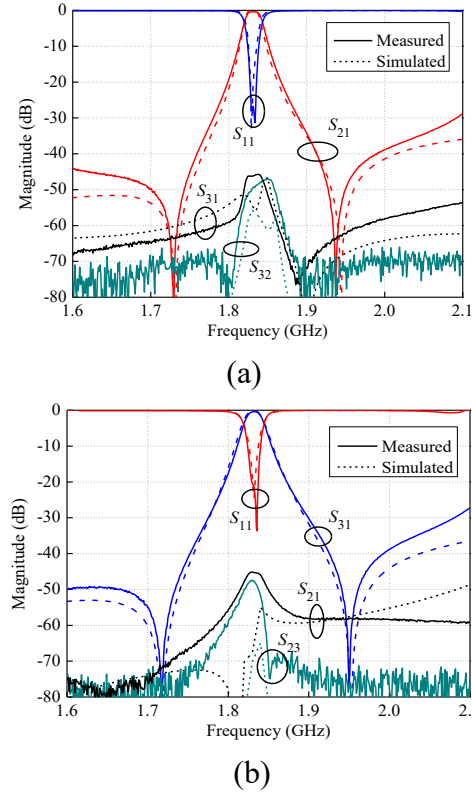 0
-10
-20
-30
-40
-50
-60
-70
-80
Magnitude (dB)
Measured
Simulated
S11
S21
S31
S32
1.6 1.7 1.8 1.9 2.0 2.1
Frequency (GHz)
(a)
0
-10
-20
-30
-40
-50
-60
-70
-80
Magnitude (dB)
Measured
Simulated
S11
S31
S21
S23
1.6 1.7 1.8 1.9 2.0 2.
Frequency (GHz)
(b)